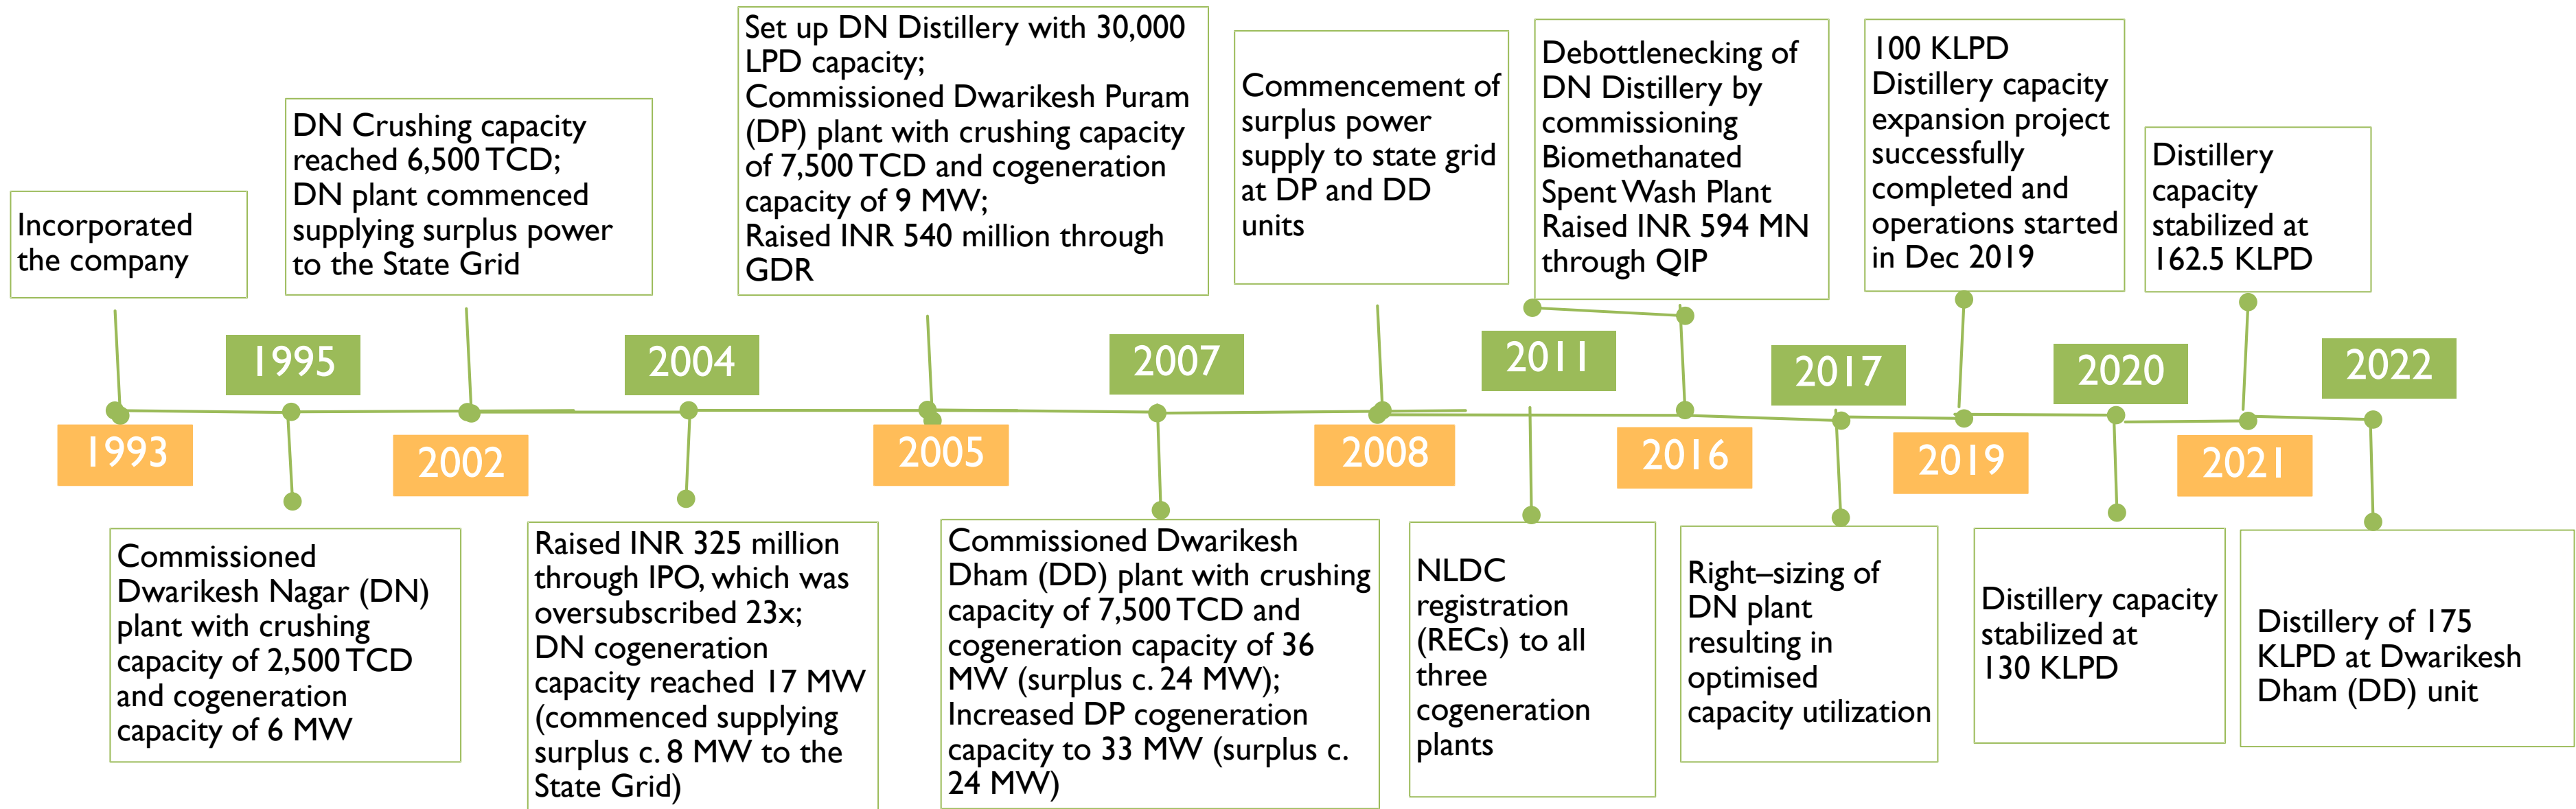 Incorporated
the company
1993
1995
Commissioned
Dwarikesh Nagar (DN)
plant with crushing
capacity of 2,500 TCD
and cogeneration
capacity of 6 MW
DN Crushing capacity
reached 6,500 TCD;
DN plant commenced
supplying surplus power
to the State Grid
2002
2004
Raised INR 325 million
through IPO, which was
oversubscribed 23x;
DN cogeneration
capacity reached 17 MW
(commenced supplying
surplus c. 8 MW to the
State Grid)
Set up DN Distillery with 30,000
LPD capacity;
Commissioned Dwarikesh Puram
(DP) plant with crushing capacity
of 7,500 TCD and cogeneration
capacity of 9 MW;
Raised INR 540 million through
GDR
2005
2007
Commissioned Dwarikesh
Dham (DD) plant with crushing
capacity of 7,500 TCD and
cogeneration capacity of 36
MW (surplus c. 24 MW);
Increased DP cogeneration
capacity to 33 MW (surplus c.
24 MW)
Commencement of
surplus power
supply to state grid
at DP and DD
units
2008
2011
NLDC
registration
(RECs) to all
three
cogeneration
plants
Debottlenecking of
DN Distillery by
commissioning
Biomethanated
Spent Wash Plant
Raised INR 594 MN
through QIP
2016
2017
Right–sizing of
DN plant
resulting in
optimised
capacity utilization
100 KLPD
Distillery capacity
expansion project
successfully
completed and
operations started
in Dec 2019
2019
2020
Distillery capacity
stabilized at
130 KLPD
Distillery
capacity
stabilized at
162.5 KLPD
2021
2022
Distillery of 175
KLPD at Dwarikesh
Dham (DD) unit